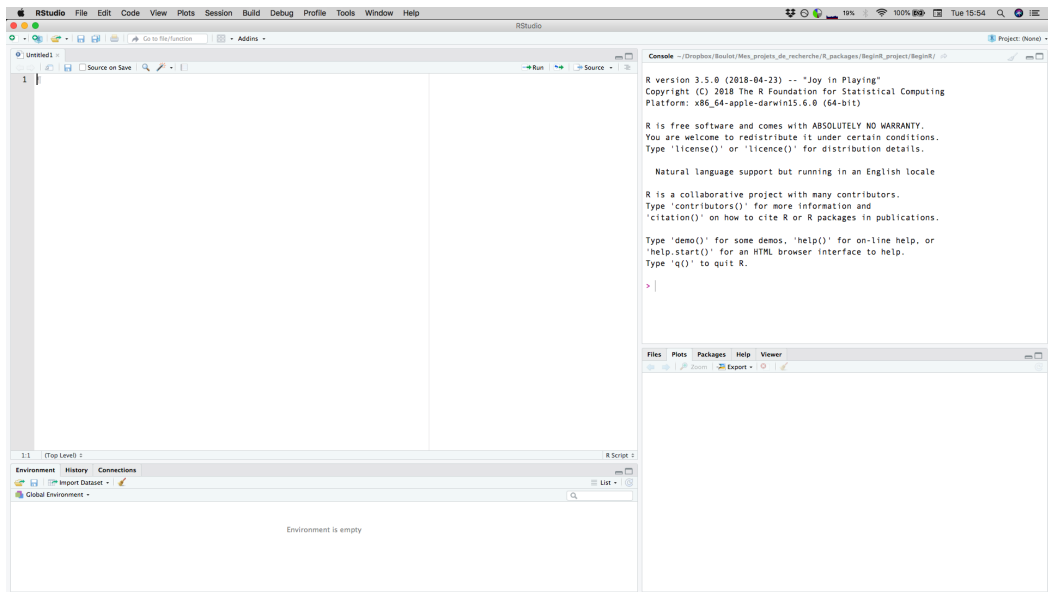 RStudio File Edit Code View Plots Session Build Debug Profile Tools Window Help 19% 100% Tue 15:54
RStudio
Go to file/function Addins Project: (None)
Untitled1
Source on Save Run Source
1
1:1 (Top Level) R Script
Environment History Connections
Import Dataset List
Global Environment
Environment is empty
Console ~/Dropbox/Boulot/Mes_projets_de_recherche/R_packages/BeginR_project/BeginR/
R version 3.5.0 (2018-04-23) -- "Joy in Playing"
Copyright (C) 2018 The R Foundation for Statistical Computing
Platform: x86_64-apple-darwin15.6.0 (64-bit)
R is free software and comes with ABSOLUTELY NO WARRANTY.
You are welcome to redistribute it under certain conditions.
Type 'license()' or 'licence()' for distribution details.
Natural language support but running in an English locale
R is a collaborative project with many contributors.
Type 'contributors()' for more information and
'citation()' on how to cite R or R packages in publications.
Type 'demo()' for some demos, 'help()' for on-line help, or
'help.start()' for an HTML browser interface to help.
Type 'q()' to quit R.
>
Files Plots Packages Help Viewer
Zoom Export